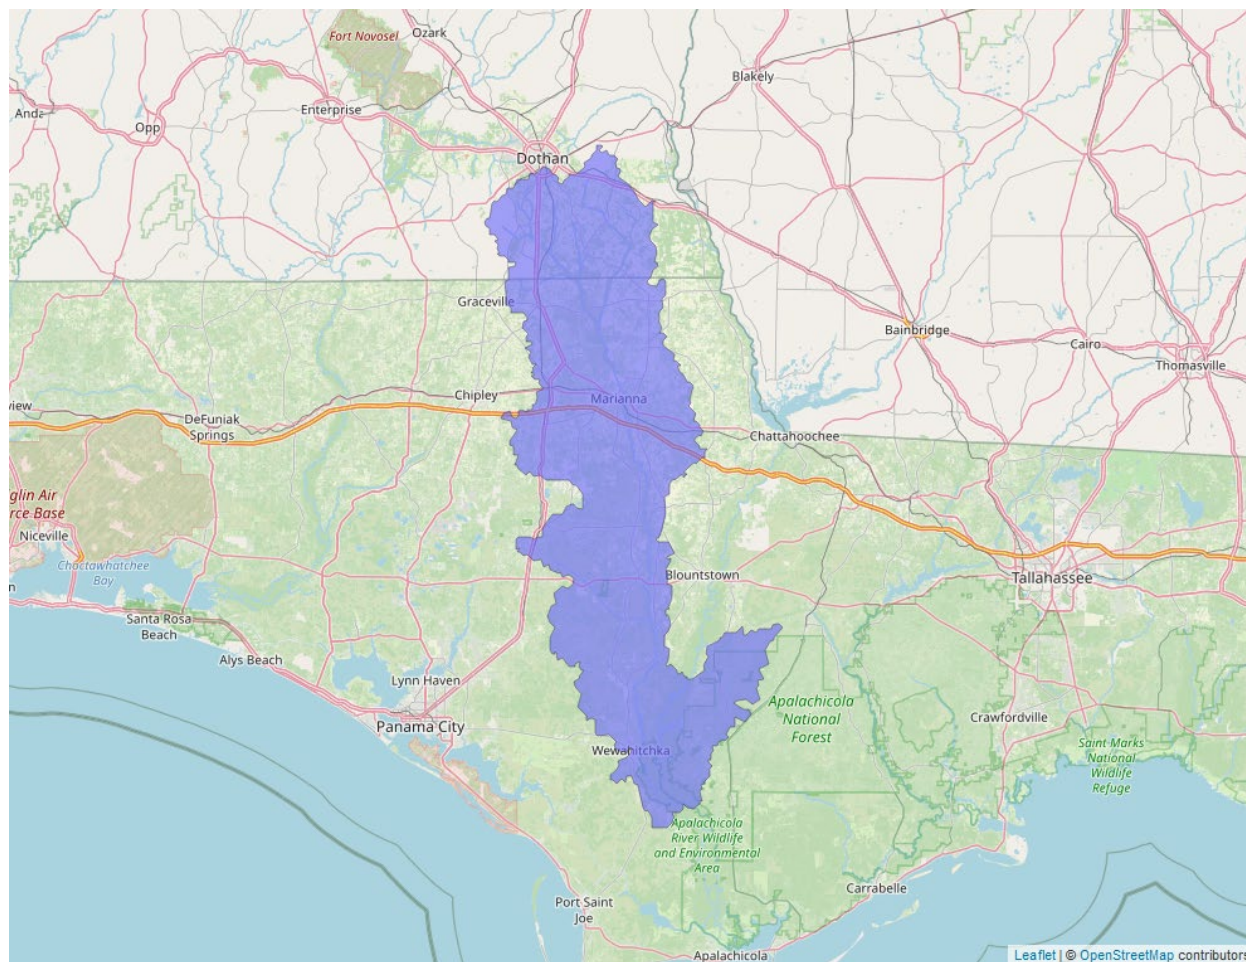 Fort Novosel
Ozark
Blakely
Anda
Enterprise
Opp
Dothan
Graceville
Bainbridge
Cairo
Thomasville
Chipley
Marianna
view
DeFuniak
Springs
Chattahoochee
glin Air
rce Base
Niceville
Choctawhatchee
Bay
n
Blountstown
Tallahassee
Santa Rosa
Beach
Alys Beach
Lynn Haven
Panama City
Apalachicola
National
Forest
Crawfordville
Wewahitchka
Saint Marks
National
Wildlife
Refuge
Apalachicola
River Wildlife
and Environmental
Area
Carrabelle
Port Saint
Joe
Apalachicola
Leaflet | © OpenStreetMap contributors